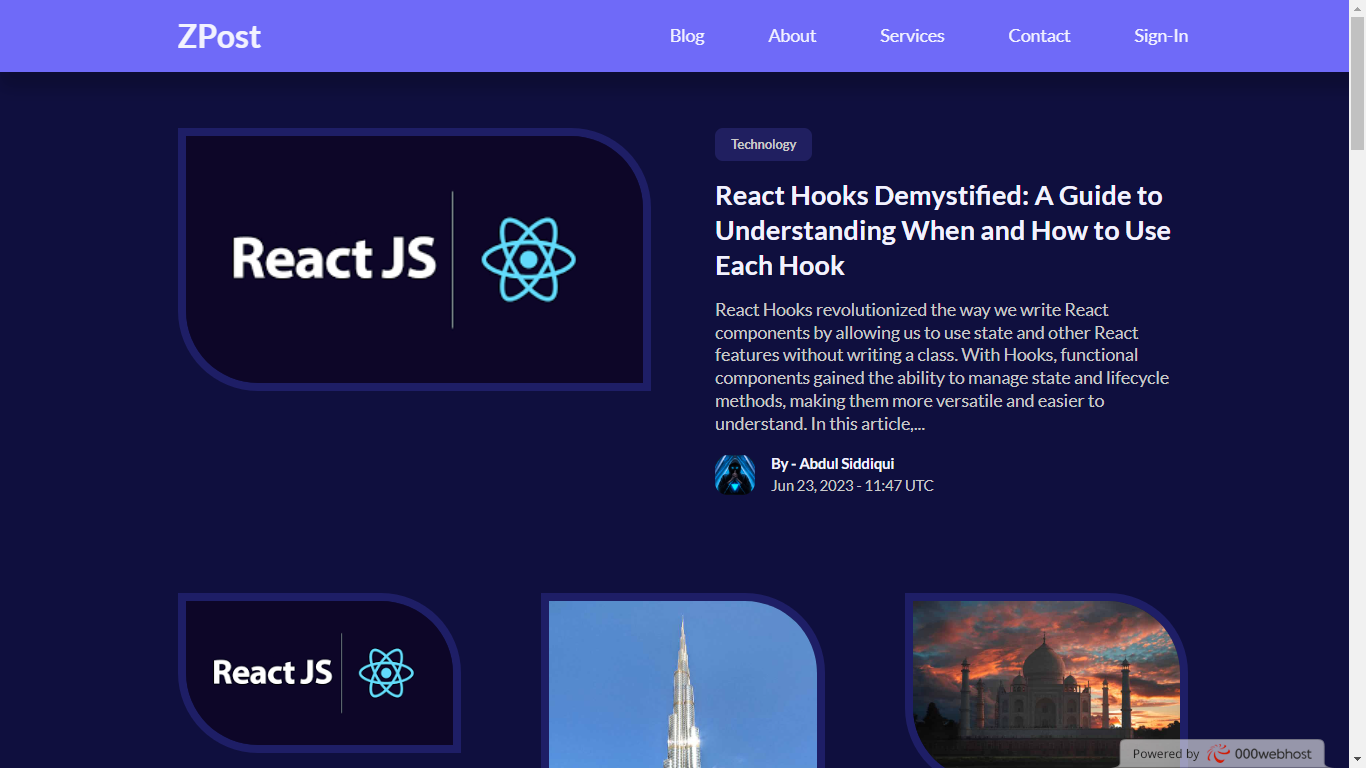 ZPost
Blog
About
Services
Contact
Sign-In
React JS
Technology
React Hooks Demystified: A Guide to
Understanding When and How to Use
Each Hook
React Hooks revolutionized the way we write React
components by allowing us to use state and other React
features without writing a class. With Hooks, functional
components gained the ability to manage state and lifecycle
methods, making them more versatile and easier to
understand. In this article,...
By - Abdul Siddiqui
Jun 23, 2023 - 11:47 UTC
React JS
Powered by 000webhost